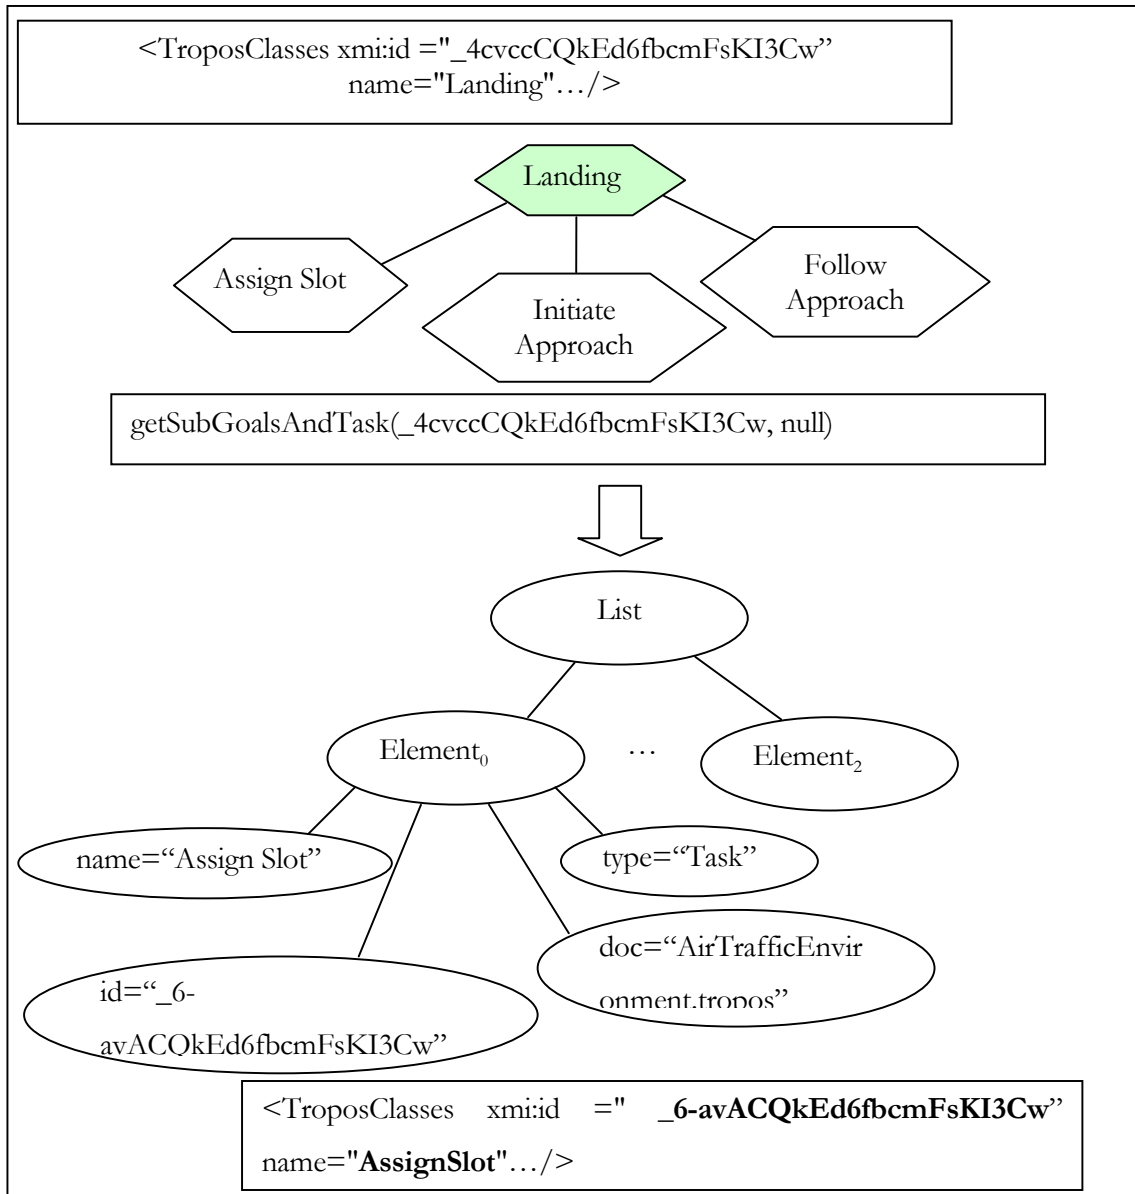 <TroposClasses xmi:id ="_4cvccCQkEd6fbcmFsKI3Cw”
name="Landing"…/>
Landing
Assign Slot
Initiate
Approach
Follow
Approach
getSubGoalsAndTask(_4cvccCQkEd6fbcmFsKI3Cw, null)
List
Element₀
…
Element₂
name=“Assign Slot”
type=“Task”
id=“_6-
avACQkEd6fbcmFsKI3Cw”
doc=“AirTrafficEnvir
onment.tropos”
<TroposClasses xmi:id =" _6-avACQkEd6fbcmFsKI3Cw”
name="AssignSlot"…/>